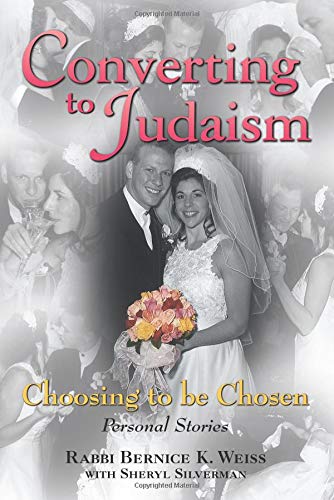 Converting
to Judaism
Choosing to be Chosen
Personal Stories
RABBI BERNICE K. WEISS
WITH SHERYL SILVERMAN